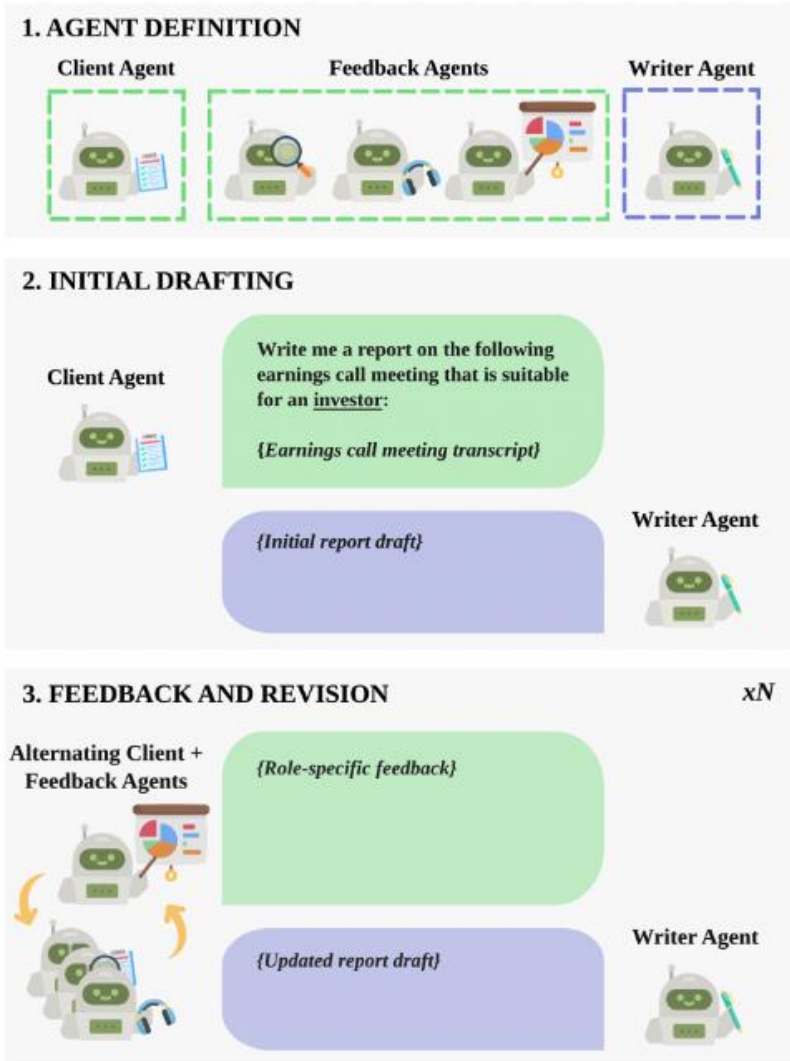 1. AGENT DEFINITION
Client Agent
Feedback Agents
Writer Agent
2. INITIAL DRAFTING
Client Agent
Write me a report on the following
earnings call meeting that is suitable
for an investor:
{Earnings call meeting transcript}
Writer Agent
{Initial report draft}
3. FEEDBACK AND REVISION
xN
Alternating Client +
Feedback Agents
{Role-specific feedback}
Writer Agent
{Updated report draft}